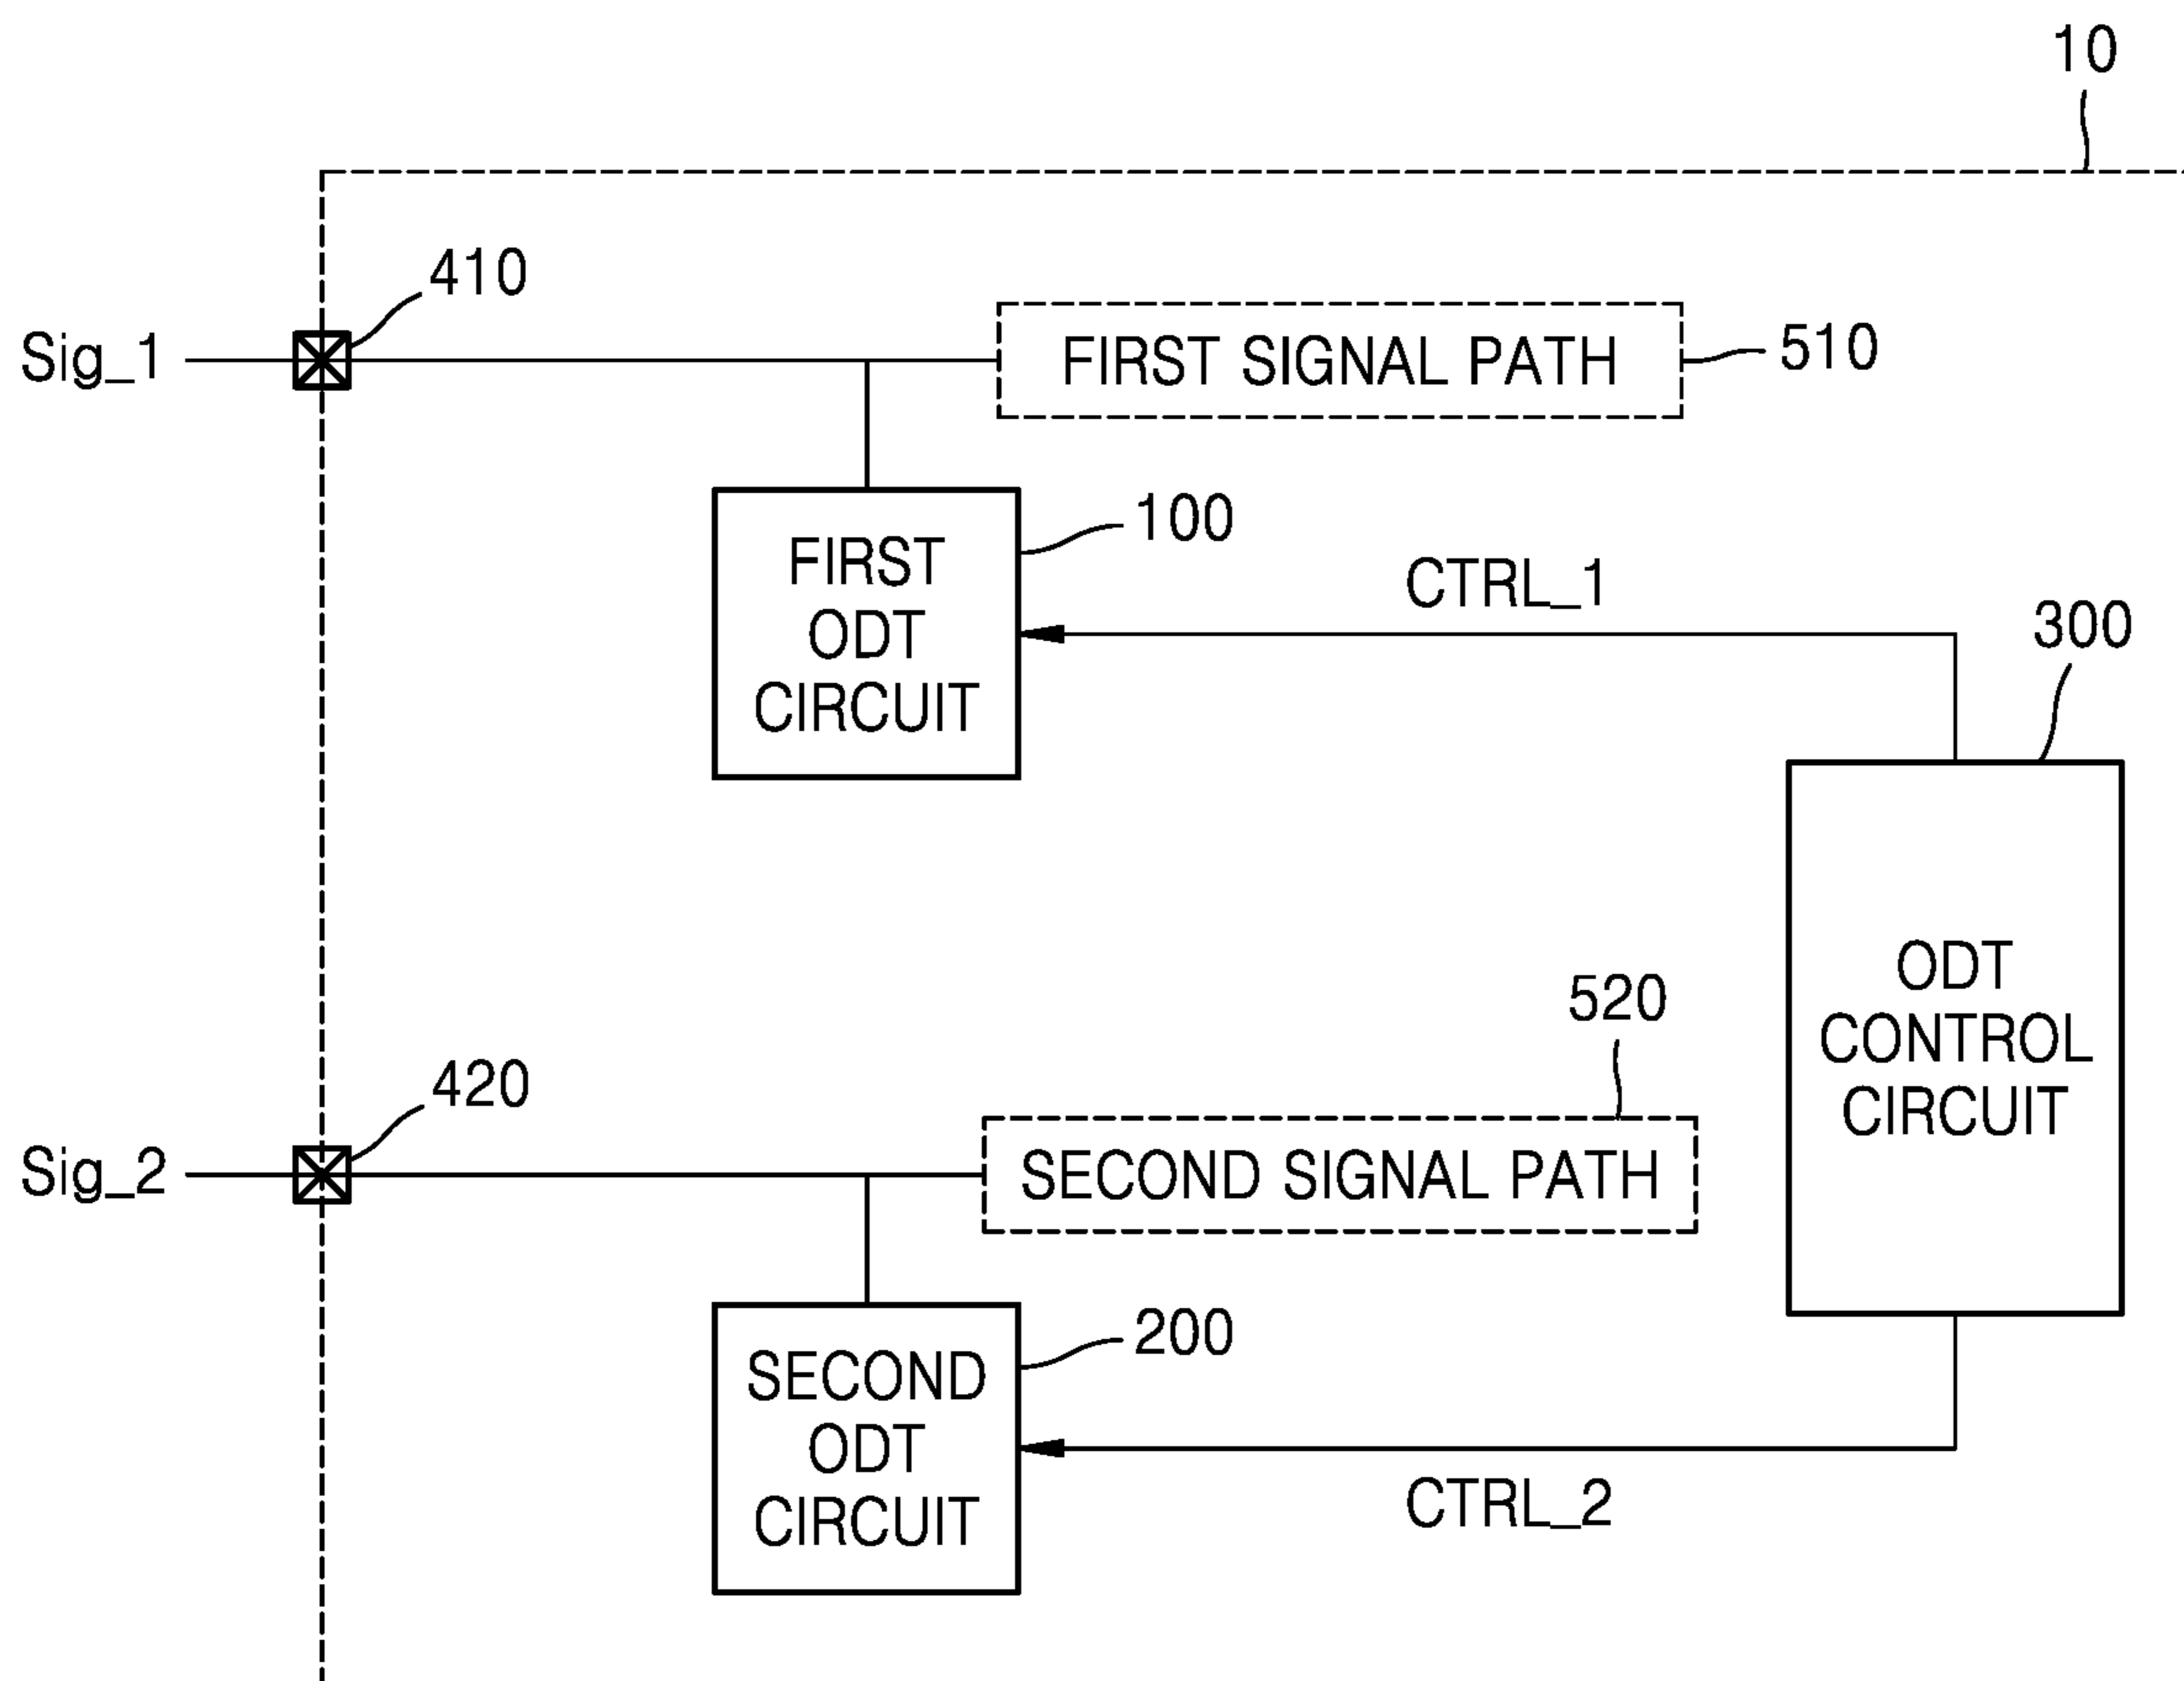 10
410
Sig_1
FIRST SIGNAL PATH
510
100
FIRST
ODT
CIRCUIT
CTRL_1
300
ODT
CONTROL
CIRCUIT
520
420
Sig_2
SECOND SIGNAL PATH
200
SECOND
ODT
CIRCUIT
CTRL_2